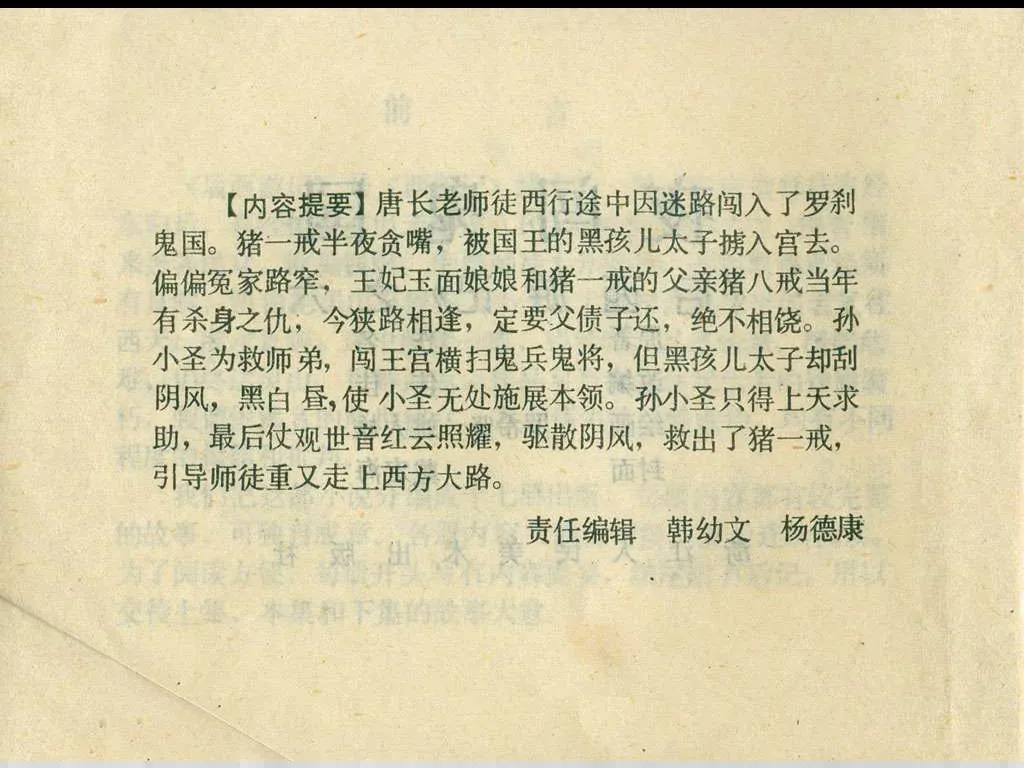 【内容提要】唐长老师徒西行途中因迷路闯入了罗刹
鬼国。猪一戒半夜贪嘴，被国王的黑孩儿太子掳入宫去。
偏偏冤家路窄，王妃玉面娘娘和猪一戒的父亲猪八戒当年
有杀身之仇，今狭路相逢，定要父债子还，绝不相饶。孙
小圣为救师弟，闯王宫横扫鬼兵鬼将，但黑孩儿太子却刮
阴风，黑白昼，使小圣无处施展本领。孙小圣只得上天求
助，最后仗观世音红云照耀，驱散阴风，救出了猪一戒，
引导师徒重又走上西方大路。
责任编辑 韩幼文 杨德康